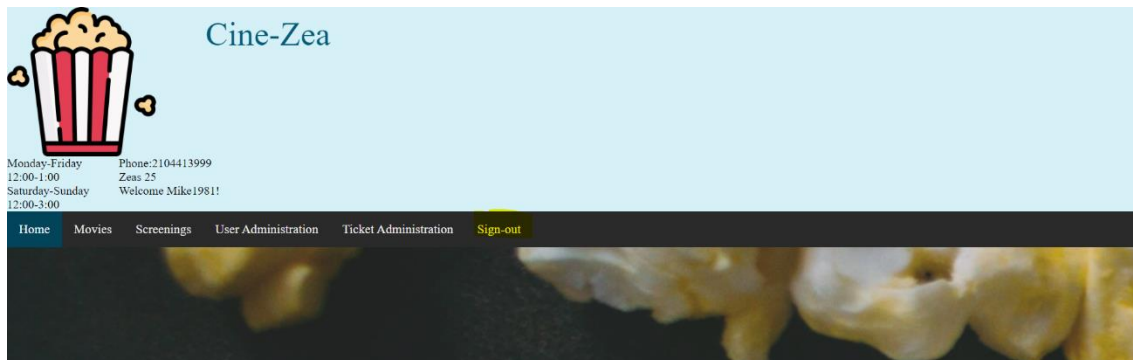 Cine-Zea
Monday-Friday
12:00-1:00
Saturday-Sunday
12:00-3:00
Phone:2104413999
Zeas 25
Welcome Mike1981!
Home Movies Screenings User Administration Ticket Administration Sign-out